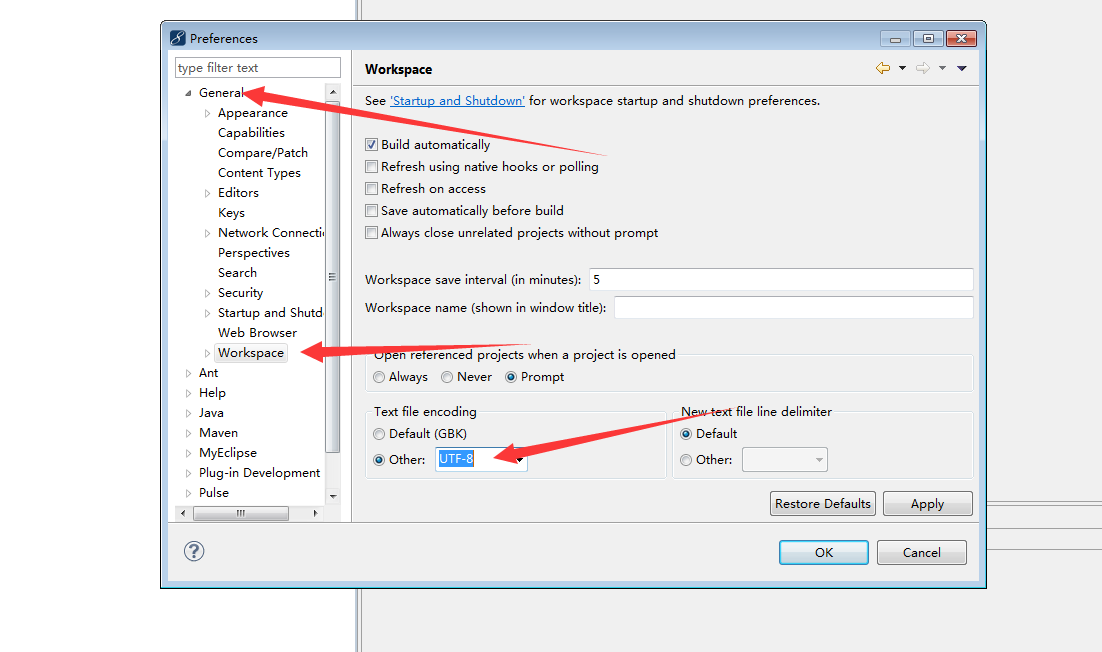 Preferences
type filter text
General
Appearance
Capabilities
Compare/Patch
Content Types
Editors
Keys
Network Connecti
Perspectives
Search
Security
Startup and Shutd
Web Browser
Workspace
Ant
Help
Java
Maven
MyEclipse
Plug-in Development
Pulse
Workspace
See 'Startup and Shutdown' for workspace startup and shutdown preferences.
Build automatically
Refresh using native hooks or polling
Refresh on access
Save automatically before build
Always close unrelated projects without prompt
Workspace save interval (in minutes): 5
Workspace name (shown in window title):
Open referenced projects when a project is opened
Always Never Prompt
Text file encoding
Default (GBK)
Other: UTF-8
New text file line delimiter
Default
Other:
Restore Defaults Apply
? OK Cancel